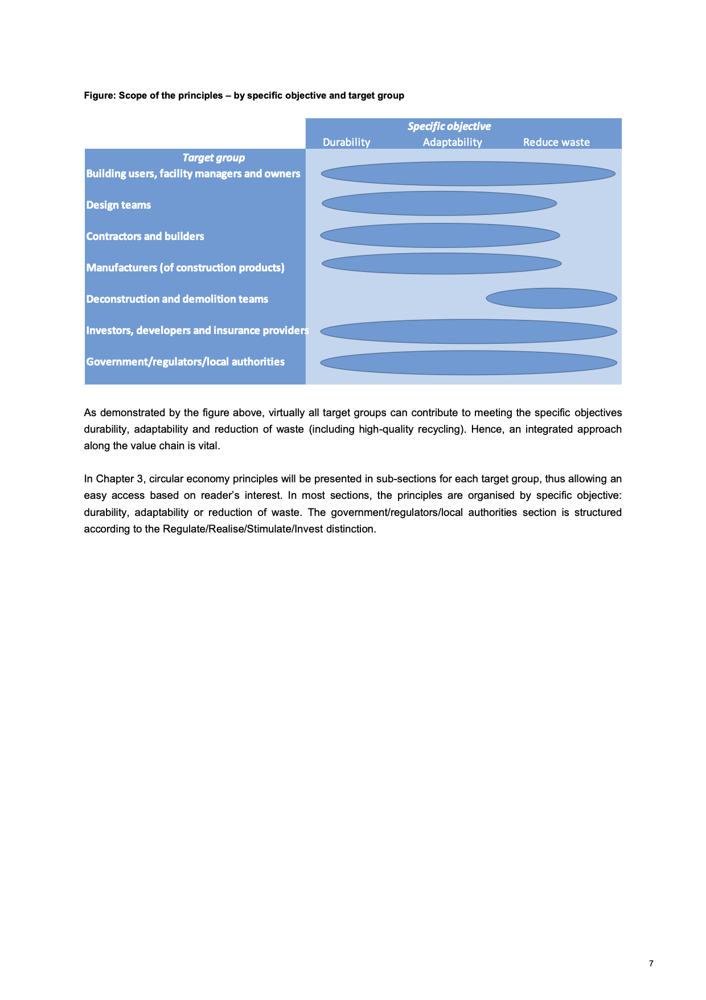 Figure: Scope of the principles – by specific objective and target group
Specific objective
Durability Adaptability Reduce waste
Target group
Building users, facility managers and owners
Design teams
Contractors and builders
Manufacturers (of construction products)
Deconstruction and demolition teams
Investors, developers and insurance providers
Government/regulators/local authorities
As demonstrated by the figure above, virtually all target groups can contribute to meeting the specific objectives
durability, adaptability and reduction of waste (including high-quality recycling). Hence, an integrated approach
along the value chain is vital.
In Chapter 3, circular economy principles will be presented in sub-sections for each target group, thus allowing an
easy access based on reader’s interest. In most sections, the principles are organised by specific objective:
durability, adaptability or reduction of waste. The government/regulators/local authorities section is structured
according to the Regulate/Realise/Stimulate/Invest distinction.
7